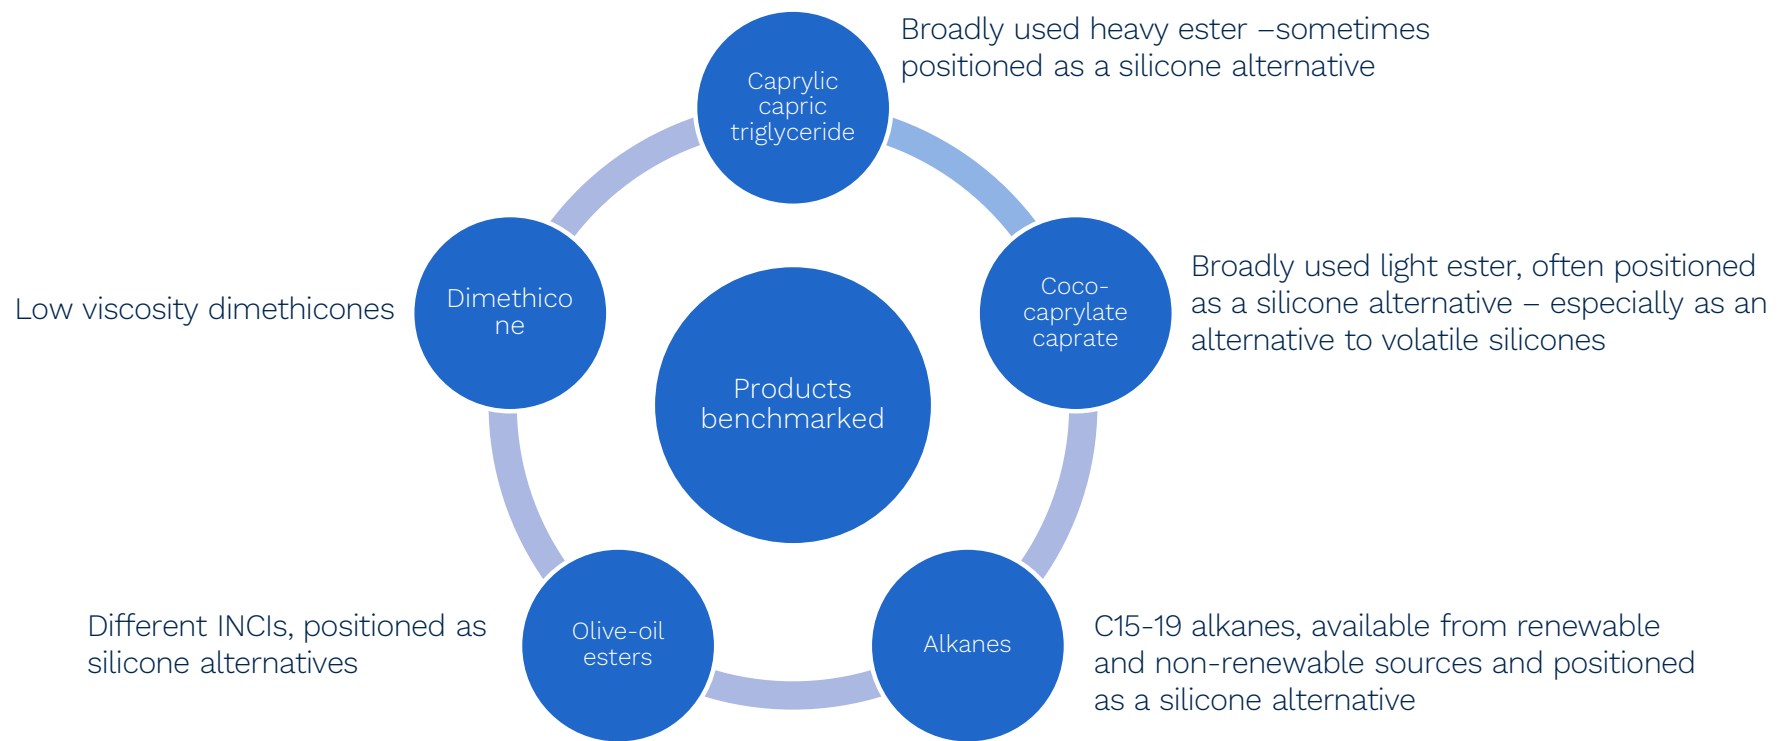 Broadly used heavy ester –sometimes
positioned as a silicone alternative
Caprylic
capric
triglyceride
Coco-
caprylate
caprate
Broadly used light ester, often positioned
as a silicone alternative – especially as an
alternative to volatile silicones
Low viscosity dimethicones
Dimethico
ne
Products
benchmarked
Different INCIs, positioned as
silicone alternatives
Olive-oil
esters
Alkanes
C15-19 alkanes, available from renewable
and non-renewable sources and positioned
as a silicone alternative